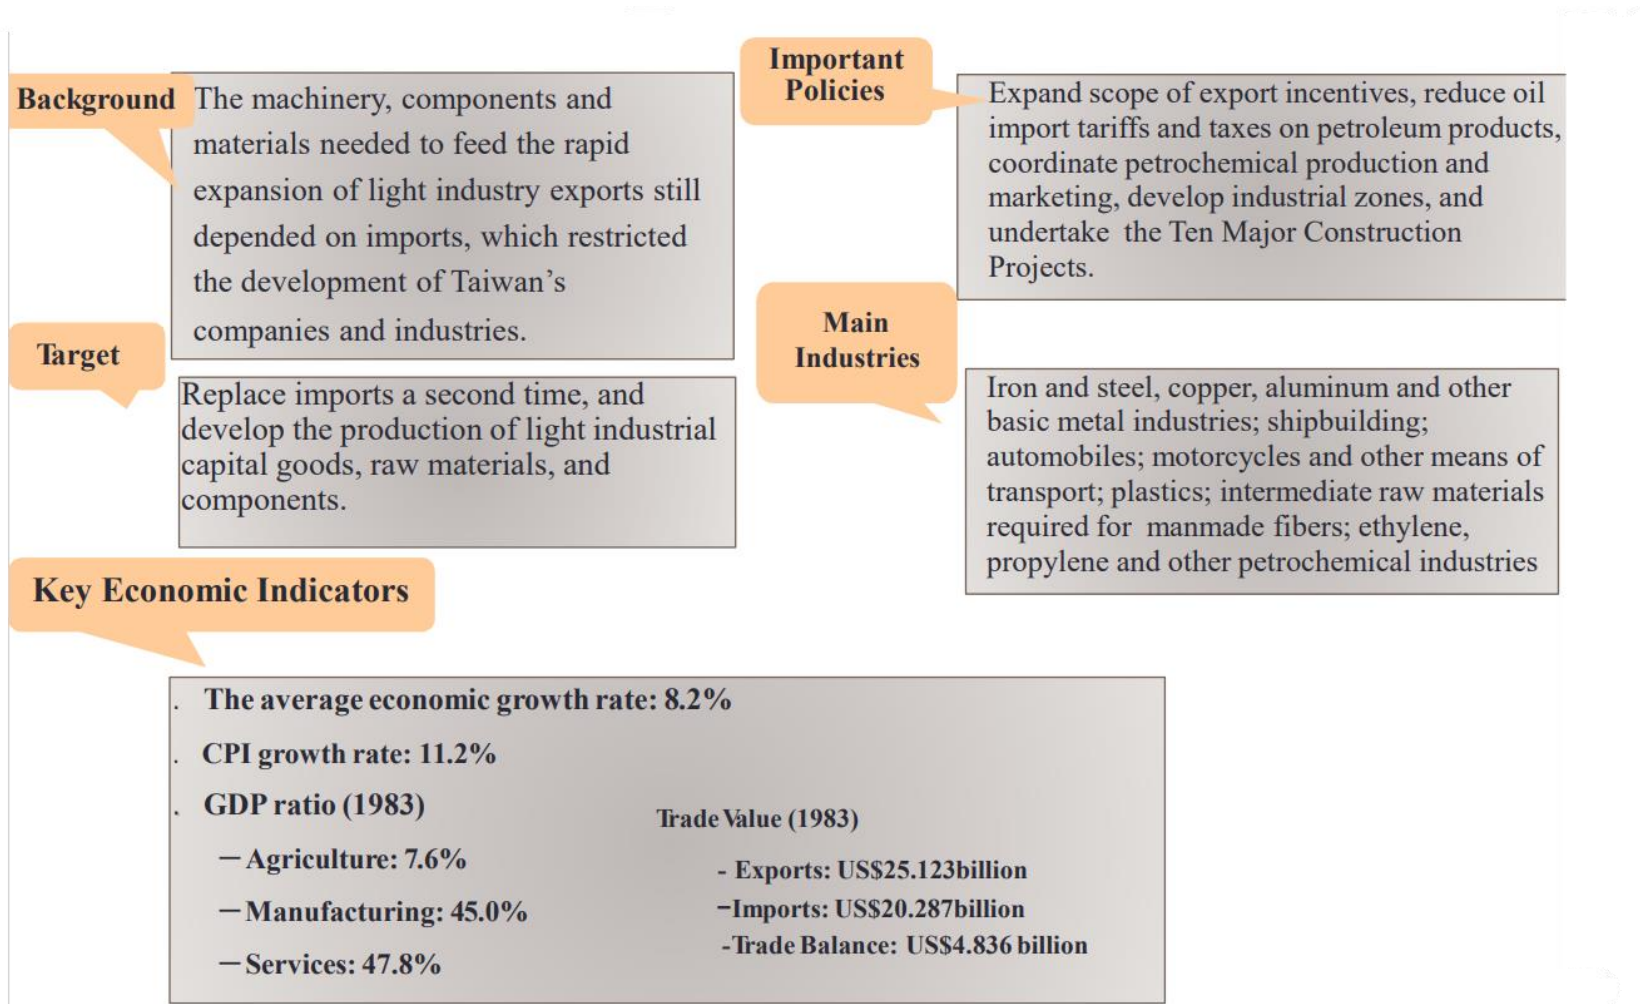 Background
The machinery, components and
materials needed to feed the rapid
expansion of light industry exports still
depended on imports, which restricted
the development of Taiwan’s
companies and industries.
Target
Replace imports a second time, and
develop the production of light industrial
capital goods, raw materials, and
components.
Important
Policies
Expand scope of export incentives, reduce oil
import tariffs and taxes on petroleum products,
coordinate petrochemical production and
marketing, develop industrial zones, and
undertake the Ten Major Construction
Projects.
Main
Industries
Iron and steel, copper, aluminum and other
basic metal industries; shipbuilding;
automobiles; motorcycles and other means of
transport; plastics; intermediate raw materials
required for manmade fibers; ethylene,
propylene and other petrochemical industries
Key Economic Indicators
. The average economic growth rate: 8.2%
. CPI growth rate: 11.2%
. GDP ratio (1983)
—Agriculture: 7.6%
—Manufacturing: 45.0%
—Services: 47.8%
Trade Value (1983)
- Exports: US$25.123billion
-Imports: US$20.287billion
-Trade Balance: US$4.836 billion